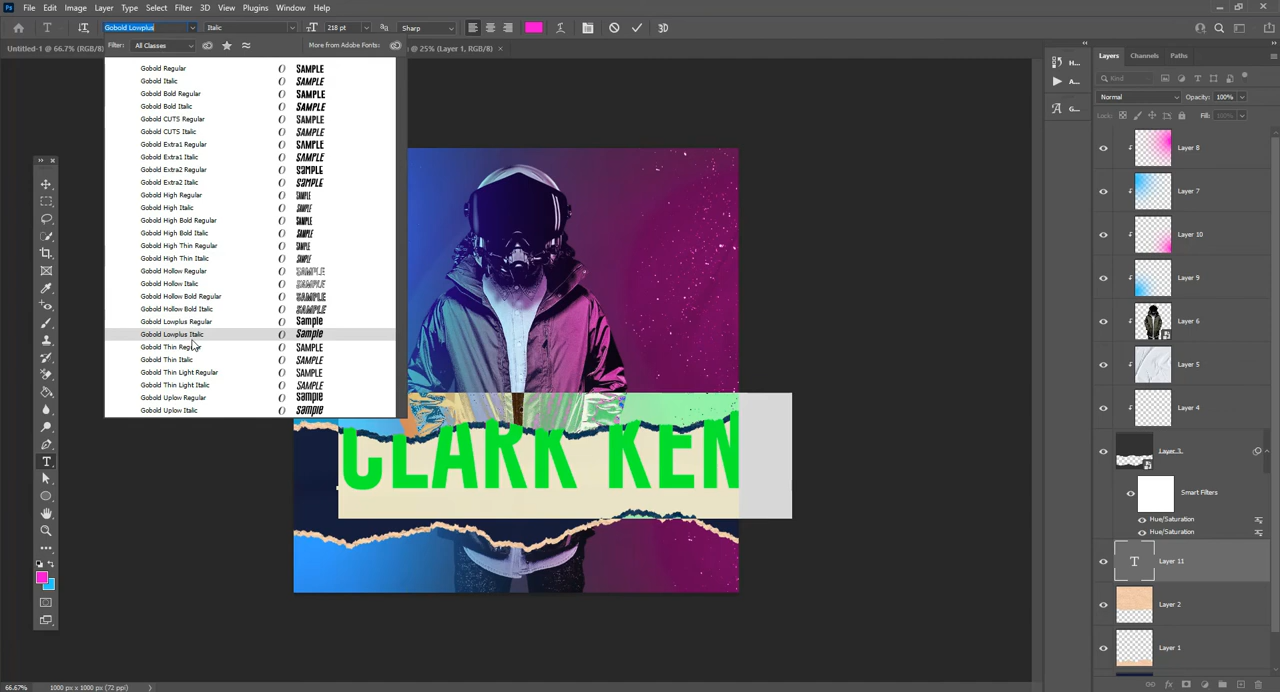 Ps File Edit Image Layer Type Select Filter 3D View Plugins Window Help
Gobold Lowplus Italic 218 pt Sharp 3D
Untitled-1 @ 66.7% (RGB/8) @ 25% (Layer 1, RGB/8) ×
Filter: All Classes More from Adobe Fonts:
Gobold Regular O SAMPLE
Gobold Italic O SAMPLE
Gobold Bold Regular O SAMPLE
Gobold Bold Italic O SAMPLE
Gobold CUTS Regular O SAMPLE
Gobold CUTS Italic O SAMPLE
Gobold Extra1 Regular O SAMPLE
Gobold Extra1 Italic O SAMPLE
Gobold Extra2 Regular O SAMPLE
Gobold Extra2 Italic O SAMPLE
Gobold High Regular O SAMPLE
Gobold High Italic O SAMPLE
Gobold High Bold Regular O SAMPLE
Gobold High Bold Italic O SAMPLE
Gobold High Thin Regular O SAMPLE
Gobold High Thin Italic O SAMPLE
Gobold Hollow Regular O SAMPLE
Gobold Hollow Italic O SAMPLE
Gobold Hollow Bold Regular O SAMPLE
Gobold Hollow Bold Italic O SAMPLE
Gobold Lowplus Regular O Sample
Gobold Lowplus Italic O Sample
Gobold Thin Regular O SAMPLE
Gobold Thin Italic O SAMPLE
Gobold Thin Light Regular O SAMPLE
Gobold Thin Light Italic O SAMPLE
Gobold Uplow Regular O Sample
Gobold Uplow Italic O Sample
CLARK KEN
H...
A...
G...
Layers Channels Paths
Kind
Normal Opacity: 100%
Lock: Fill: 100%
Layer 8
Layer 7
Layer 10
Layer 9
Layer 6
Layer 5
Layer 4
Layer 3
Smart Filters
Hue/Saturation
Hue/Saturation
T Layer 11
Layer 2
Layer 1
fx
66.67% 1000 px x 1000 px (72 ppi)